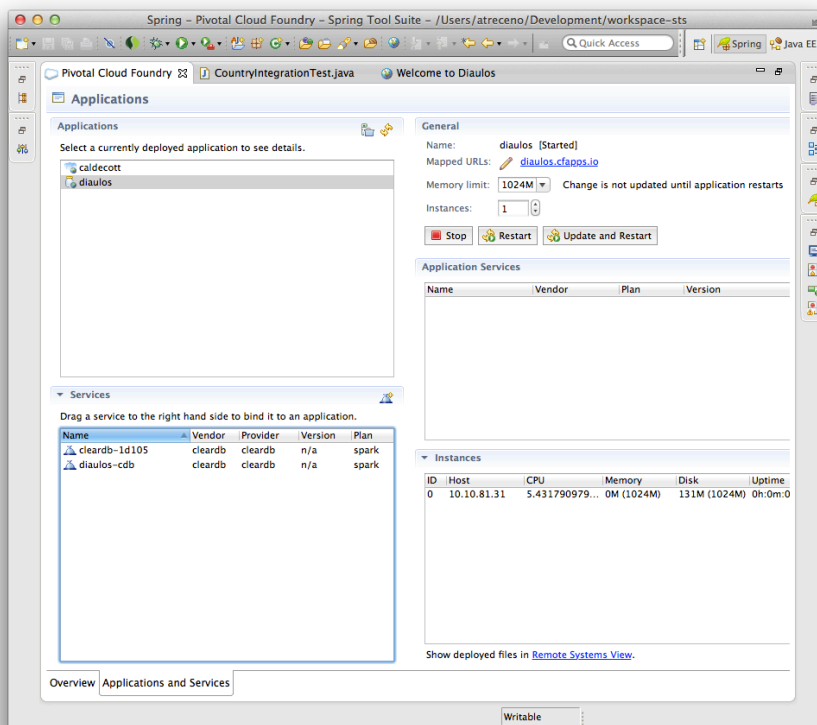 Spring – Pivotal Cloud Foundry – Spring Tool Suite – /Users/atreceno/Development/workspace-sts
Quick Access
Spring
Java EE
Pivotal Cloud Foundry
CountryIntegrationTest.java
Welcome to Diaulos
Applications
Applications
Select a currently deployed application to see details.
caldecott
diaulos
General
Name: diaulos [Started]
Mapped URLs: diaulos.cfapps.io
Memory limit: 1024M Change is not updated until application restarts
Instances: 1
Stop Restart Update and Restart
Application Services
Name Vendor Plan Version
Services
Drag a service to the right hand side to bind it to an application.
Name Vendor Provider Version Plan
cleardb-1d105 cleardb cleardb n/a spark
diaulos-cdb cleardb cleardb n/a spark
Instances
ID Host CPU Memory Disk Uptime
0 10.10.81.31 5.431790979... 0M (1024M) 131M (1024M) 0h:m:0
Show deployed files in Remote Systems View.
Overview Applications and Services
Writable